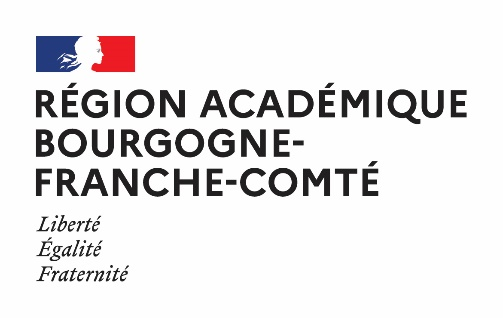 RÉGION ACADÉMIQUE
BOURGOGNE-
FRANCHE-COMTÉ
Liberté
Égalité
Fraternité